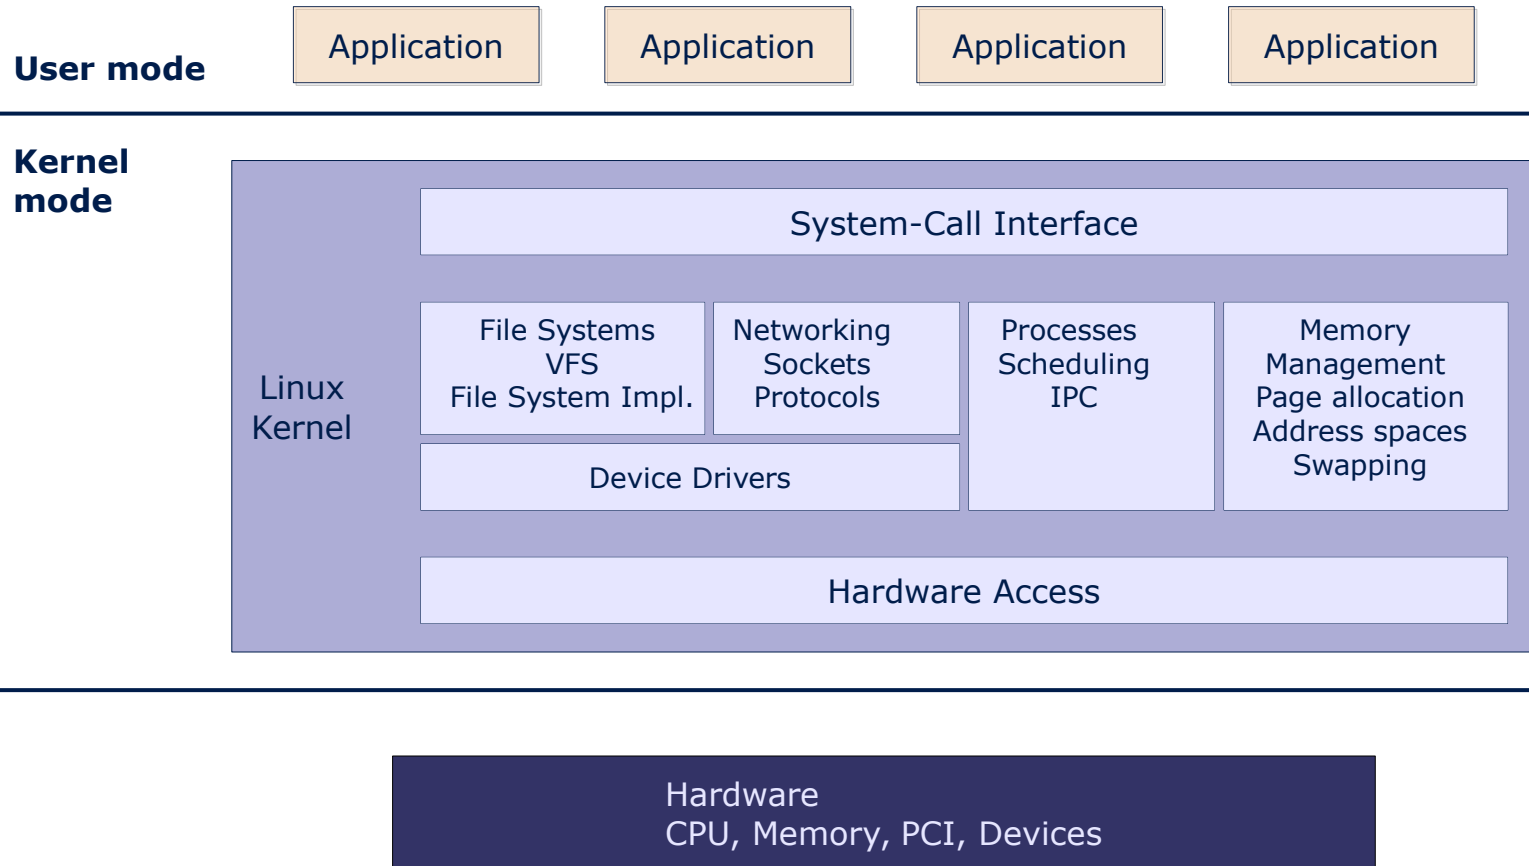 User mode
Application
Application
Application
Application
Kernel
mode
Linux
Kernel
System-Call Interface
File Systems
VFS
File System Impl.
Networking
Sockets
Protocols
Processes
Scheduling
IPC
Memory
Management
Page allocation
Address spaces
Swapping
Device Drivers
Hardware Access
Hardware
CPU, Memory, PCI, Devices